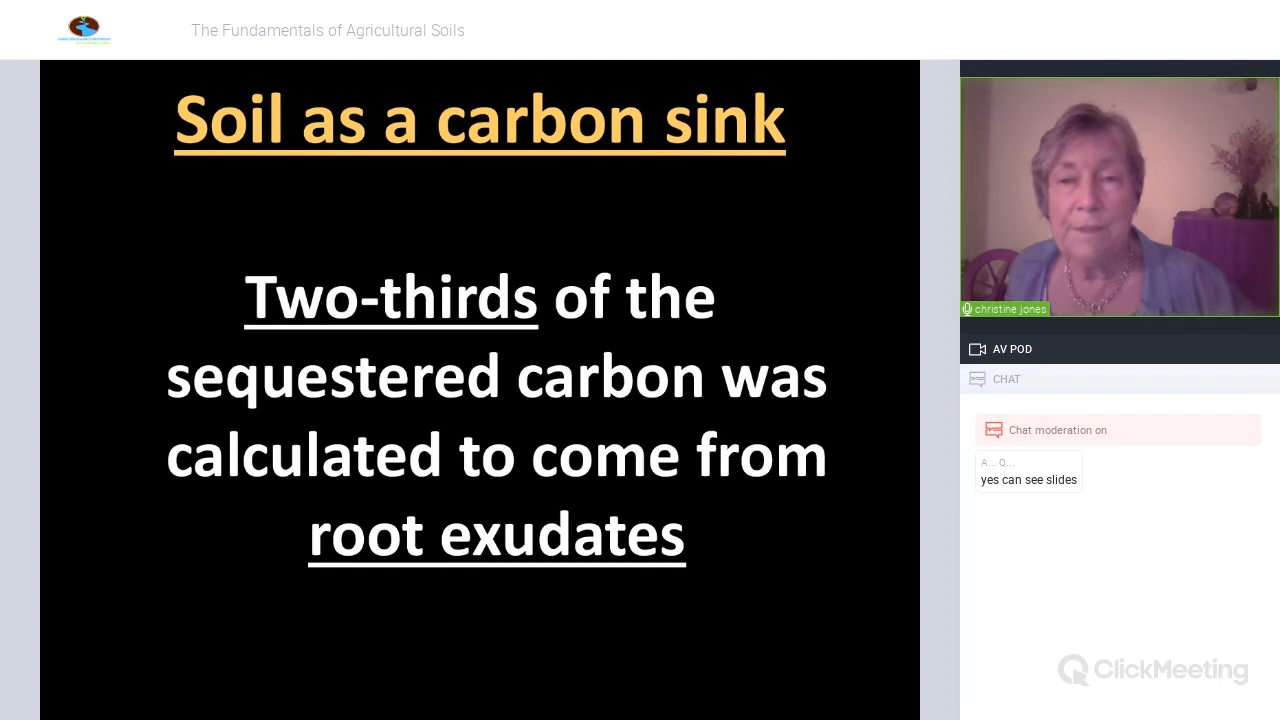 The Fundamentals of Agricultural Soils
Soil as a carbon sink
Two-thirds of the
sequestered carbon was
calculated to come from
root exudates
christine jones
AV POD
CHAT
Chat moderation on
A... Q...
yes can see slides
ClickMeeting